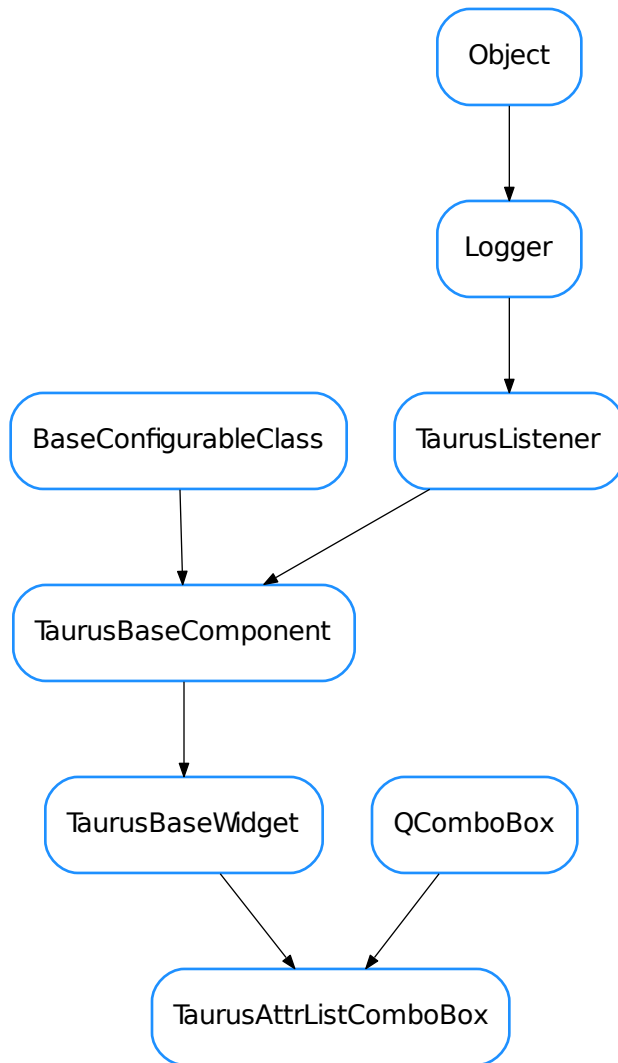 Object
Logger
BaseConfigurableClass
TaurusListener
TaurusBaseComponent
TaurusBaseWidget
QComboBox
TaurusAttrListComboBox